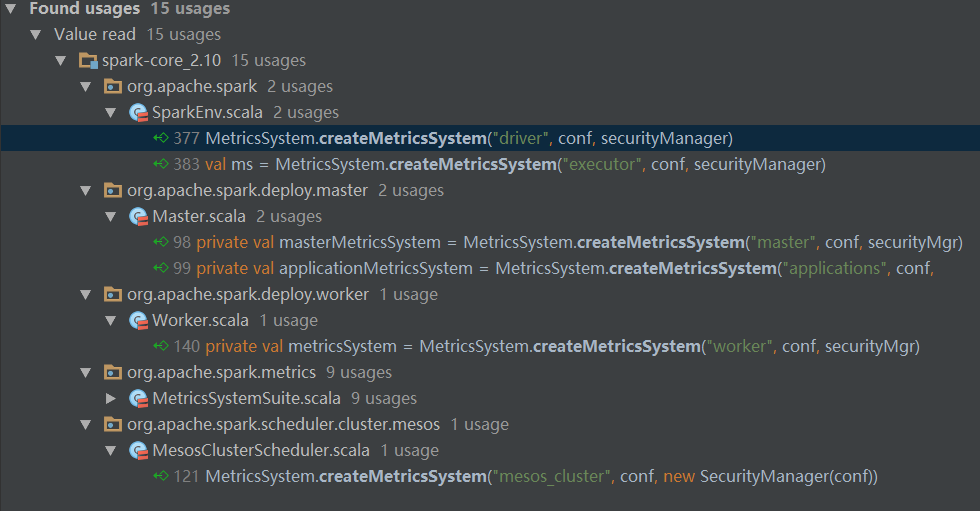 Found usages 15 usages
Value read 15 usages
spark-core_2.10 15 usages
org.apache.spark 2 usages
SparkEnv.scala 2 usages
377 MetricsSystem.createMetricsSystem("driver", conf, securityManager)
383 val ms = MetricsSystem.createMetricsSystem("executor", conf, securityManager)
org.apache.spark.deploy.master 2 usages
Master.scala 2 usages
98 private val masterMetricsSystem = MetricsSystem.createMetricsSystem("master", conf, securityMgr)
99 private val applicationMetricsSystem = MetricsSystem.createMetricsSystem("applications", conf,
org.apache.spark.deploy.worker 1 usage
Worker.scala 1 usage
140 private val metricsSystem = MetricsSystem.createMetricsSystem("worker", conf, securityMgr)
org.apache.spark.metrics 9 usages
MetricsSystemSuite.scala 9 usages
org.apache.spark.scheduler.cluster.mesos 1 usage
MesosClusterScheduler.scala 1 usage
121 MetricsSystem.createMetricsSystem("mesos_cluster", conf, new SecurityManager(conf))